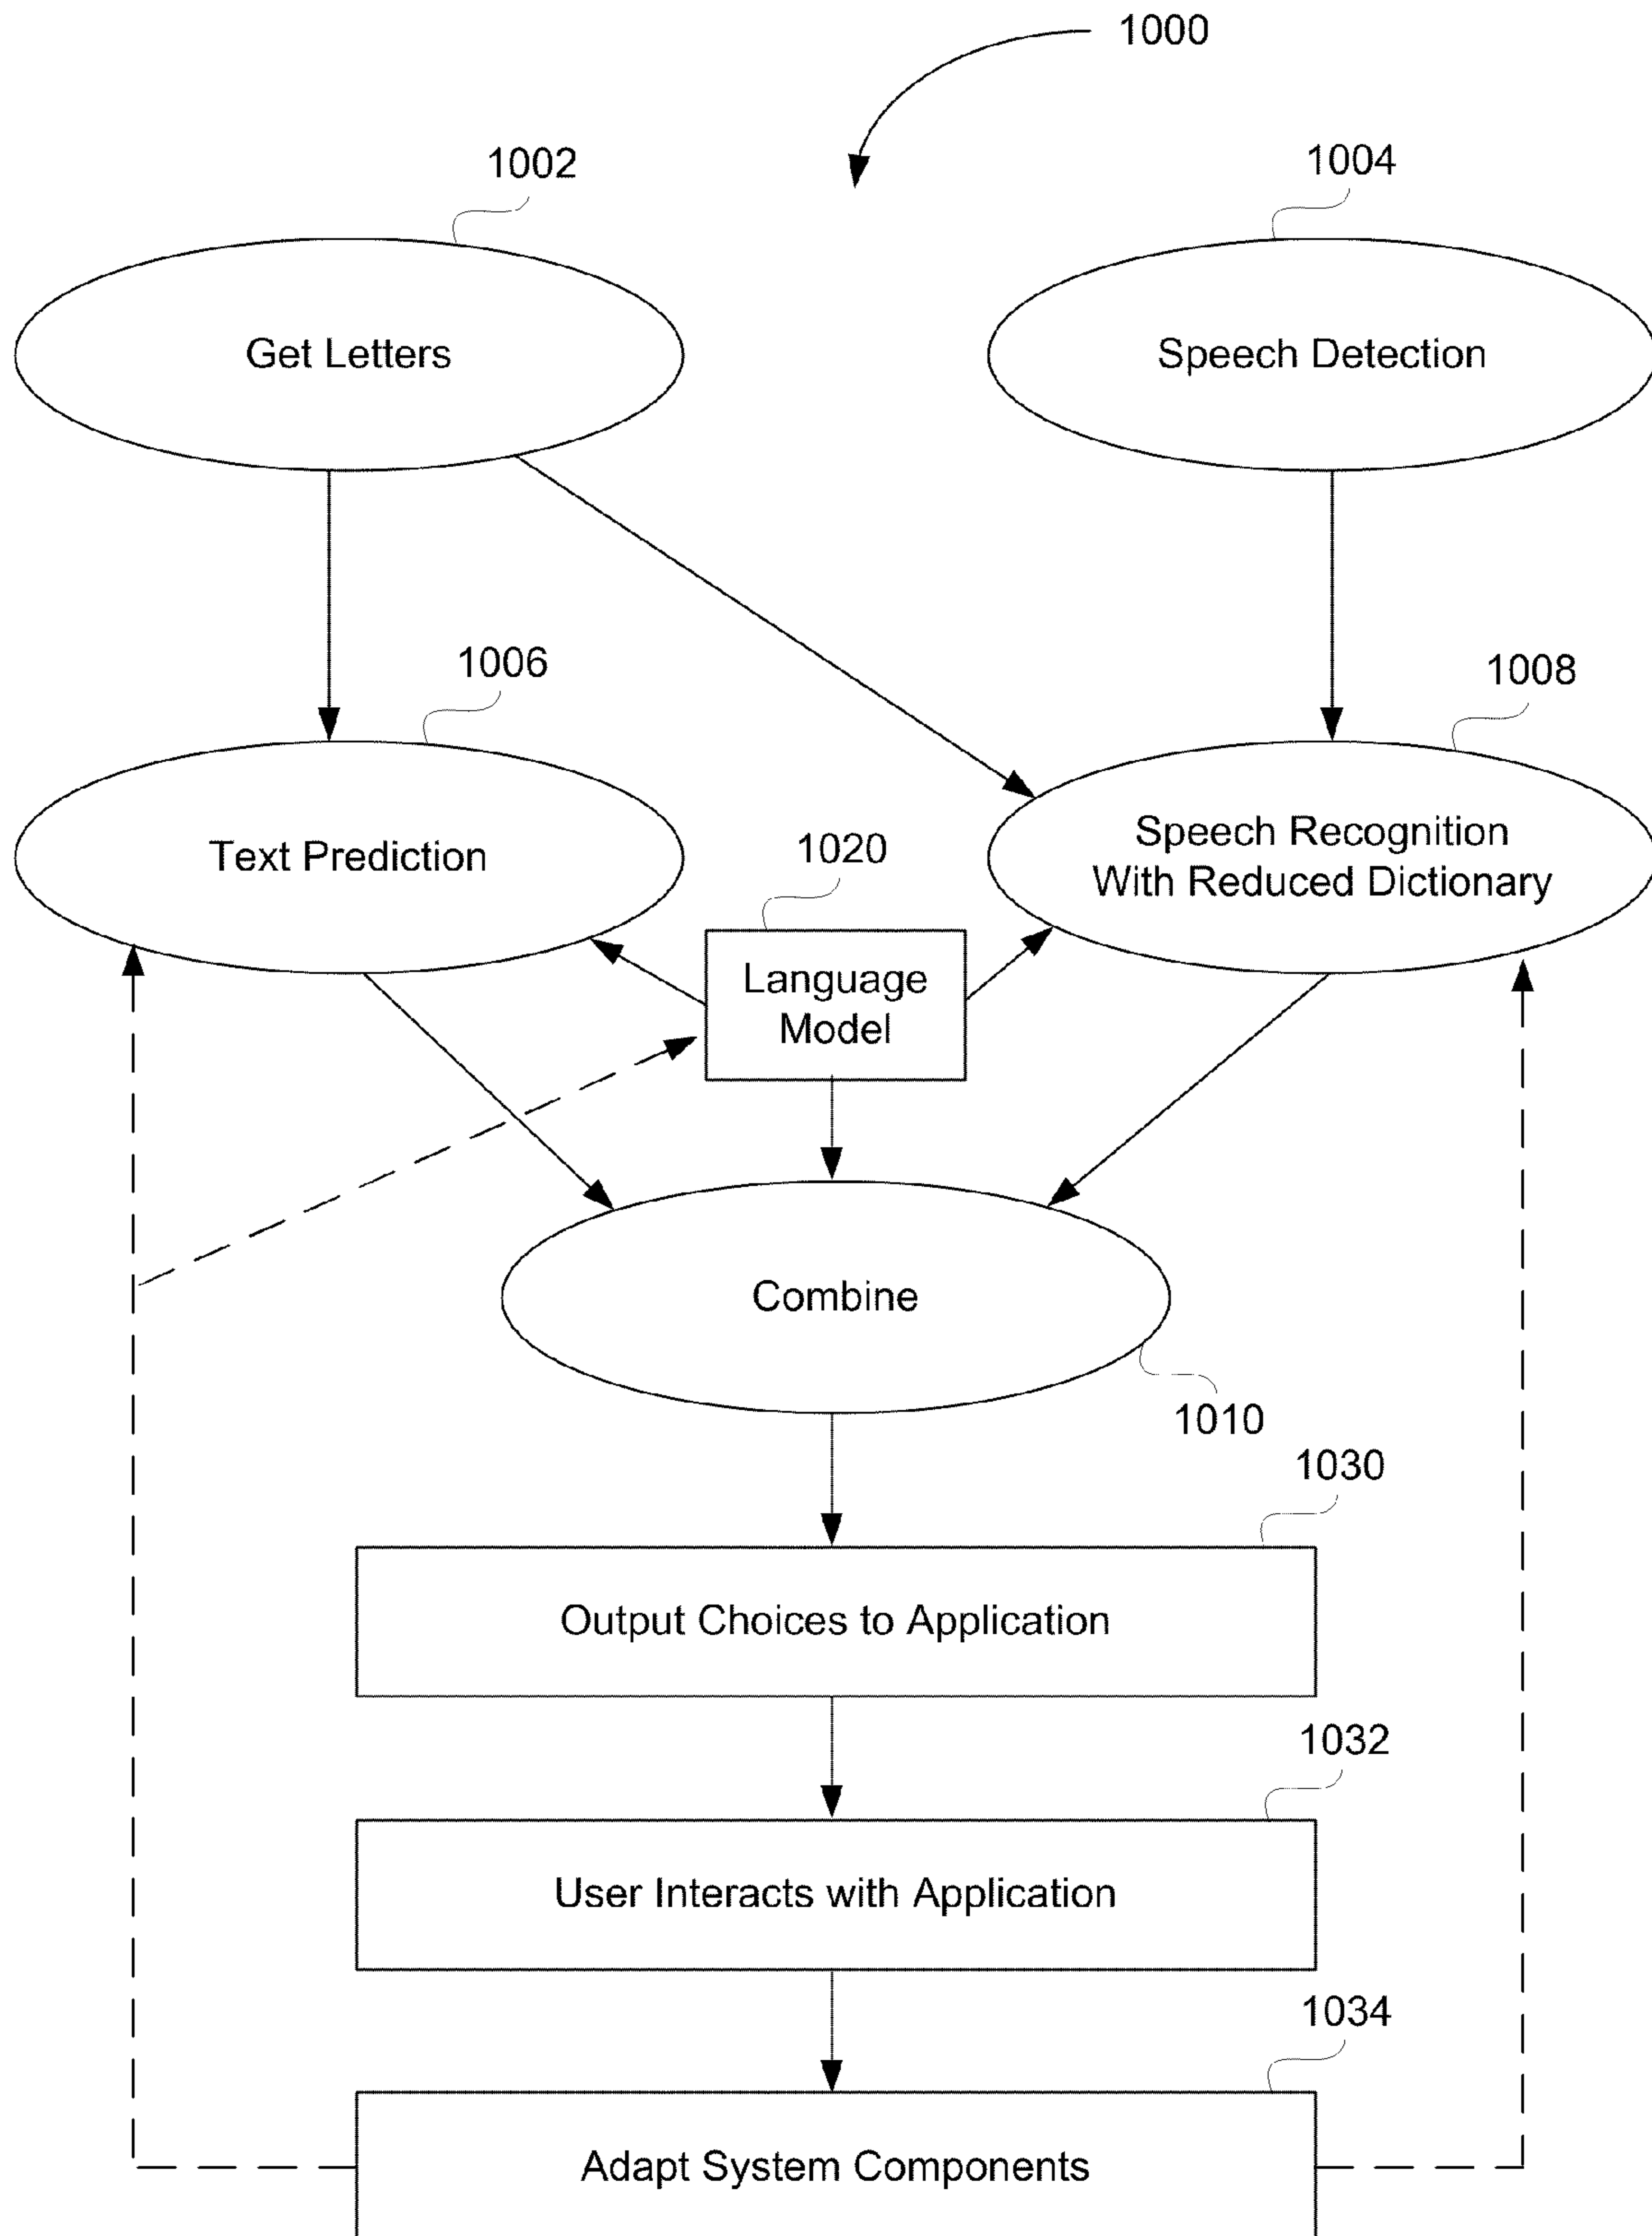 1000
1002
1004
Get Letters
Speech Detection
1006
1008
Text Prediction
1020
Speech Recognition
With Reduced Dictionary
Language
Model
Combine
1010
1030
Output Choices to Application
1032
User Interacts with Application
1034
Adapt System Components